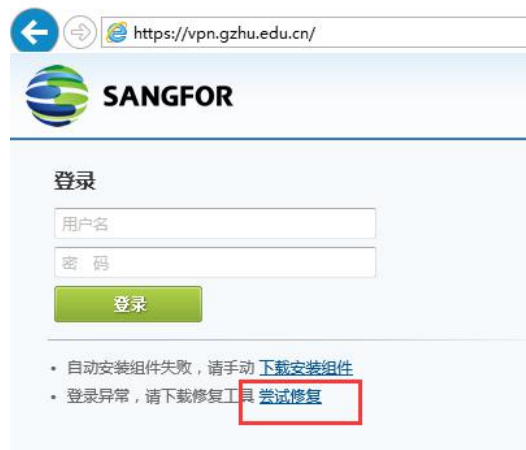 https://vpn.gzhu.edu.cn/
SANGFOR
登录
用户名
密 码
登录
自动安装组件失败，请手动 下载安装组件
登录异常，请下载修复工具 尝试修复